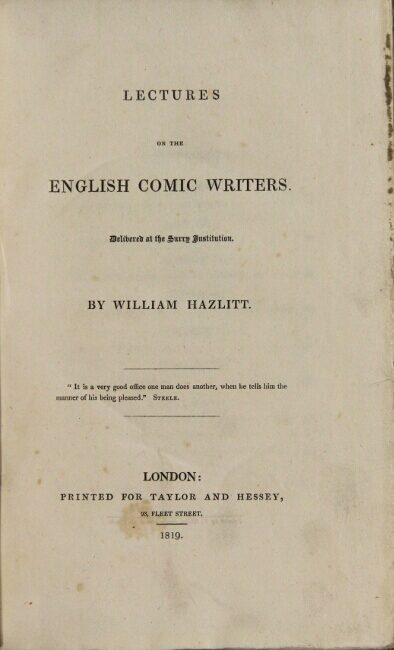 LECTURES
ON THE
ENGLISH COMIC WRITERS.
Delivered at the Surry Institution.
BY WILLIAM HAZLITT.
“ It is a very good office one man does another, when he tells him the
manner of his being pleased.” STEELE.
LONDON:
PRINTED FOR TAYLOR AND HESSEY,
93, FLEET STREET.
1819.